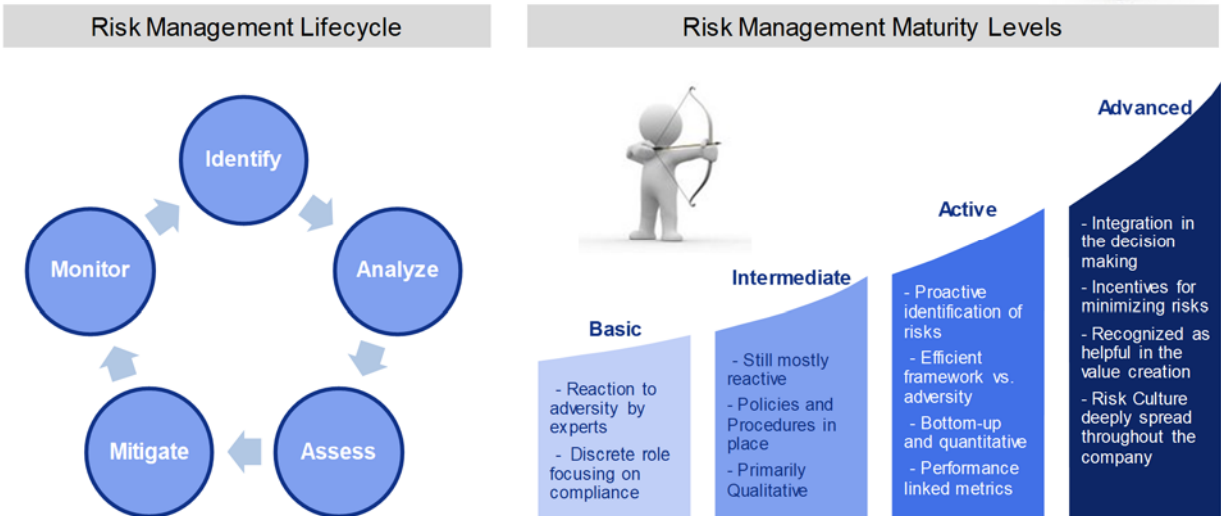 Risk Management Lifecycle
Identify
Analyze
Assess
Mitigate
Monitor
Risk Management Maturity Levels
Basic
- Reaction to
adversity by
experts
- Discrete role
focusing on
compliance
Intermediate
- Still mostly
reactive
- Policies and
Procedures in
place
- Primarily
Qualitative
Active
- Proactive
identification of
risks
- Efficient
framework vs.
adversity
- Bottom-up
and quantitative
- Performance
linked metrics
Advanced
- Integration in
the decision
making
- Incentives for
minimizing risks
- Recognized as
helpful in the
value creation
- Risk Culture
deeply spread
throughout the
company